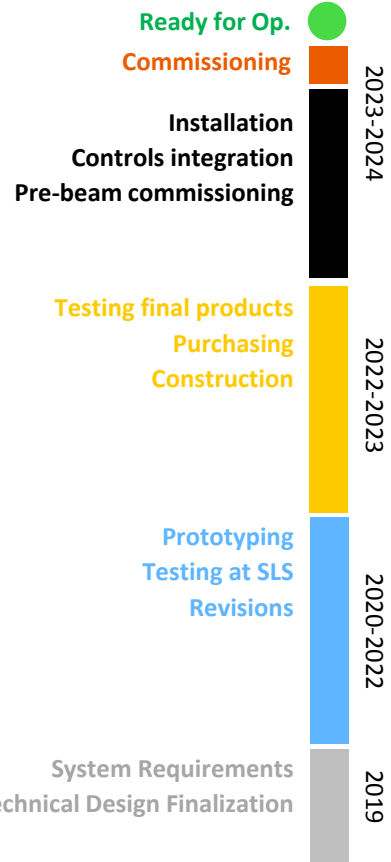 Ready for Op.
Commissioning
2023-2024
Installation
Controls integration
Pre-beam commissioning
Testing final products
Purchasing
Construction
2022-2023
Prototyping
Testing at SLS
Revisions
2020-2022
System Requirements
echnical Design Finalization
2019